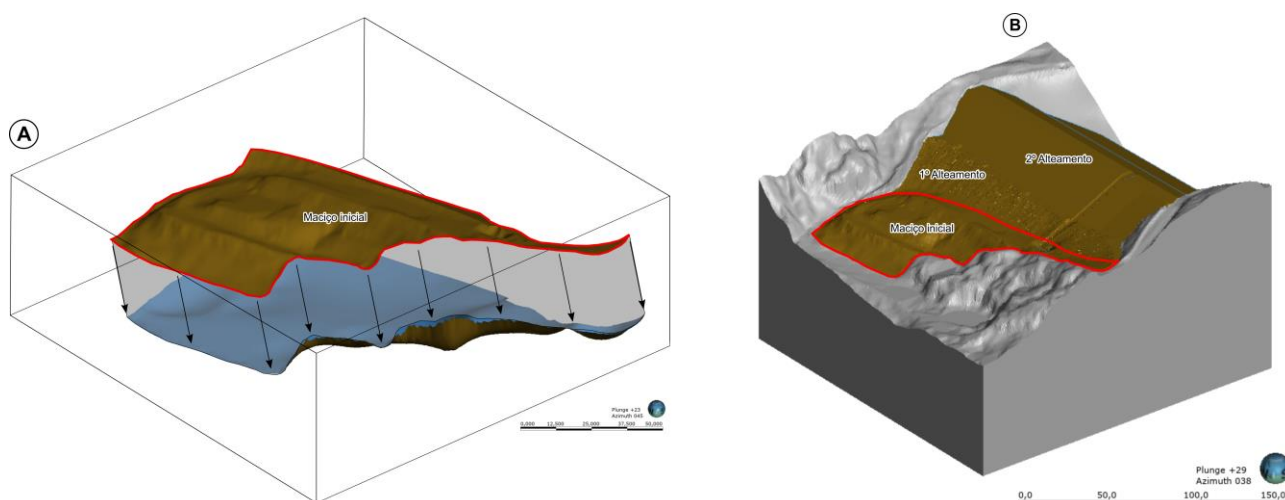 A
Maciço inicial
Plunge +23
Azimuth 045
0,000 12,500 25,000 37,500 50,000
B
2º Alteamento
1º Alteamento
Maciço inicial
Plunge +29
Azimuth 038
0,0 50,0 100,0 150,0